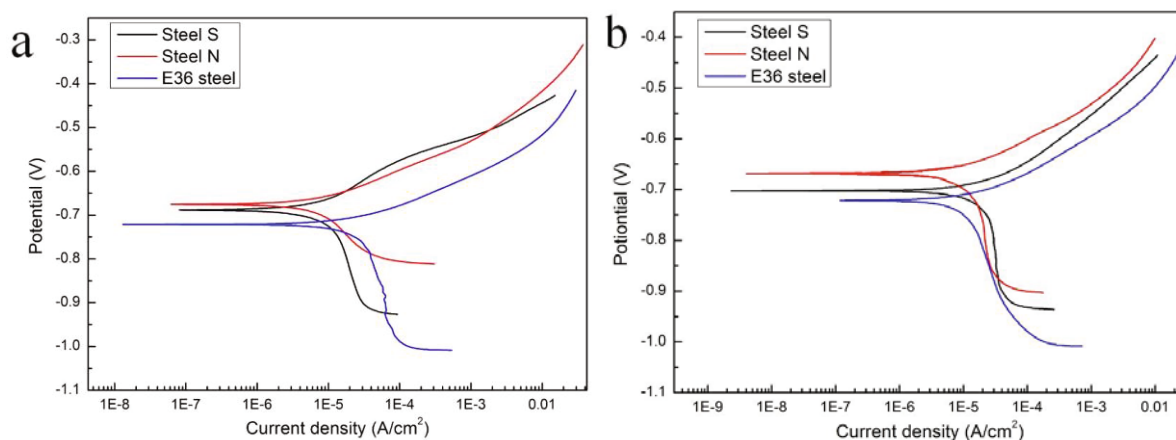 a
Steel S
Steel N
E36 steel
-0.3
-0.4
-0.5
-0.6
-0.7
-0.8
-0.9
-1.0
-1.1
Potential (V)
1E-8 1E-7 1E-6 1E-5 1E-4 1E-3 0.01
Current density (A/cm²)
b
Steel S
Steel N
E36 steel
-0.4
-0.5
-0.6
-0.7
-0.8
-0.9
-1.0
-1.1
Potiontial (V)
1E-9 1E-8 1E-7 1E-6 1E-5 1E-4 1E-3 0.01
Current density (A/cm²)